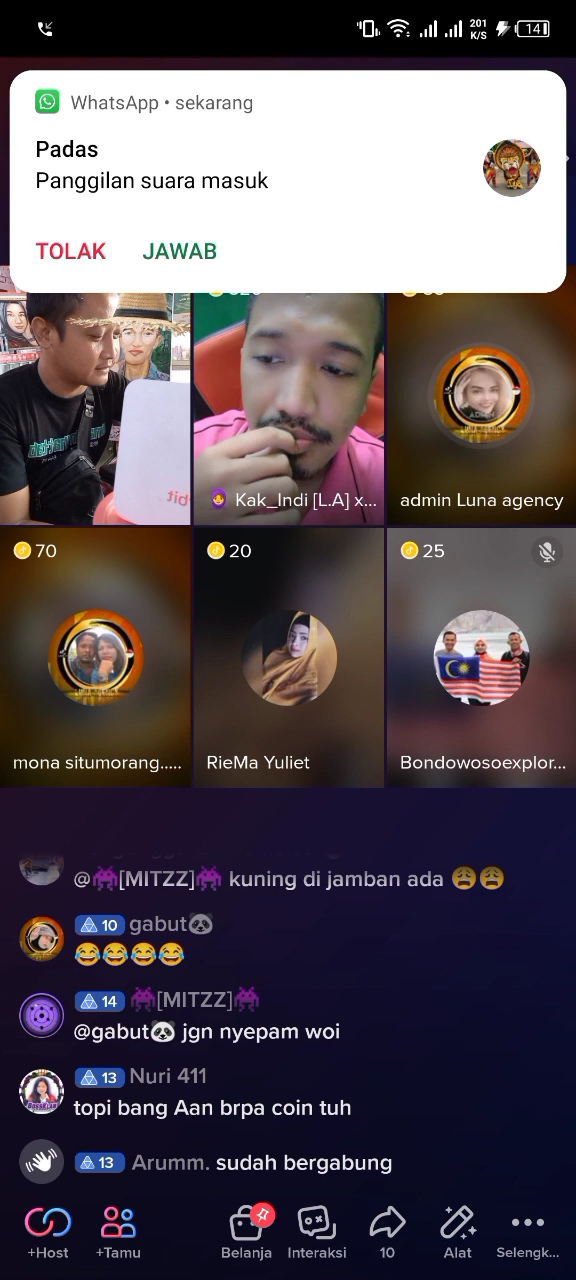 201
K/S
14
WhatsApp • sekarang
Padas
Panggilan suara masuk
TOLAK JAWAB
Kak_Indi [L.A] x...
admin Luna agency
70
20
25
mona situmorang.....
RieMa Yuliet
Bondowosoexplor...
@👾[MITZZ]👾 kuning di jamban ada 😩😩
10 gabut🐼
😂😂😂😂
14 👾[MITZZ]👾
@gabut🐼 jgn nyepam woi
13 Nuri 411
topi bang Aan brpa coin tuh
13 Arumm. sudah bergabung
+Host +Tamu Belanja Interaksi 10 Alat Selengk...